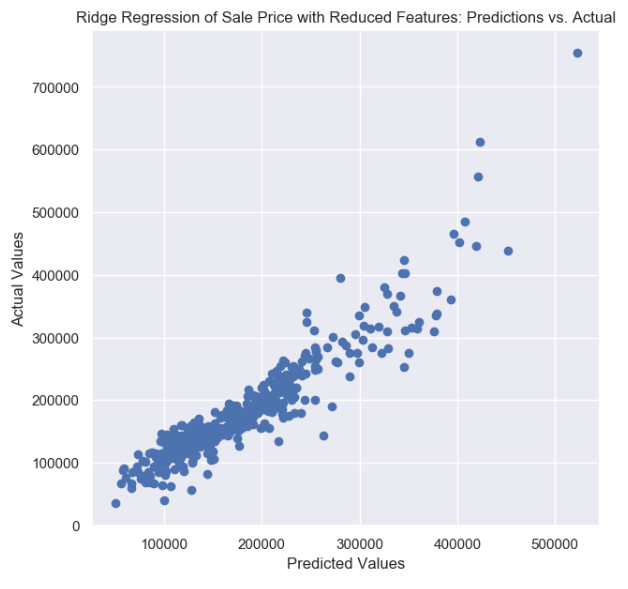 Ridge Regression of Sale Price with Reduced Features: Predictions vs. Actual
700000
600000
500000
400000
300000
200000
100000
0
Actual Values
100000 200000 300000 400000 500000
Predicted Values